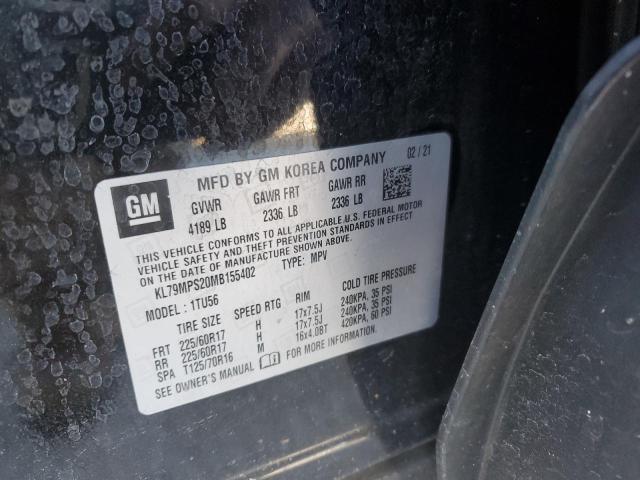 GM
MFD BY GM KOREA COMPANY 02/21
GVWR GAWR FRT GAWR RR
4189 LB 2336 LB 2336 LB
THIS VEHICLE CONFORMS TO ALL APPLICABLE U.S. FEDERAL MOTOR
VEHICLE SAFETY AND THEFT PREVENTION STANDARDS IN EFFECT
ON THE DATE OF MANUFACTURE SHOWN ABOVE.
KL79MPS20MB155402 TYPE: MPV
MODEL: 1TU56
TIRE SIZE SPEED RTG RIM COLD TIRE PRESSURE
FRT 225/60R17 H 17x7.5J 240KPA, 35 PSI
RR 225/60R17 H 17x7.5J 240KPA, 35 PSI
SPA T125/70R16 M 16x4.0BT 420KPA, 60 PSI
SEE OWNER'S MANUAL FOR MORE INFORMATION.